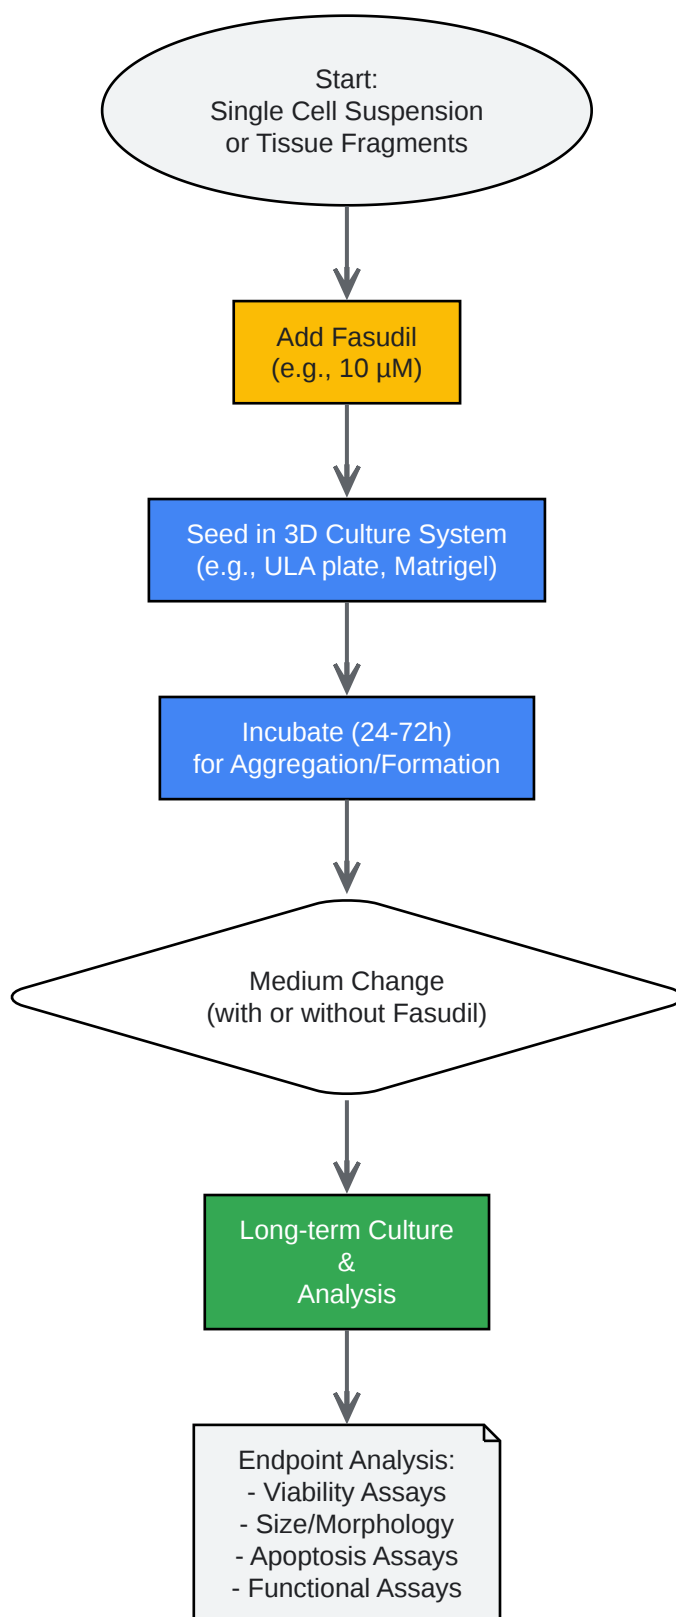 Start:
Single Cell Suspension
or Tissue Fragments
Add Fasudil
(e.g., 10 µM)
Seed in 3D Culture System
(e.g., ULA plate, Matrigel)
Incubate (24-72h)
for Aggregation/Formation
Medium Change
(with or without Fasudil)
Long-term Culture
&
Analysis
Endpoint Analysis:
- Viability Assays
- Size/Morphology
- Apoptosis Assays
- Functional Assays